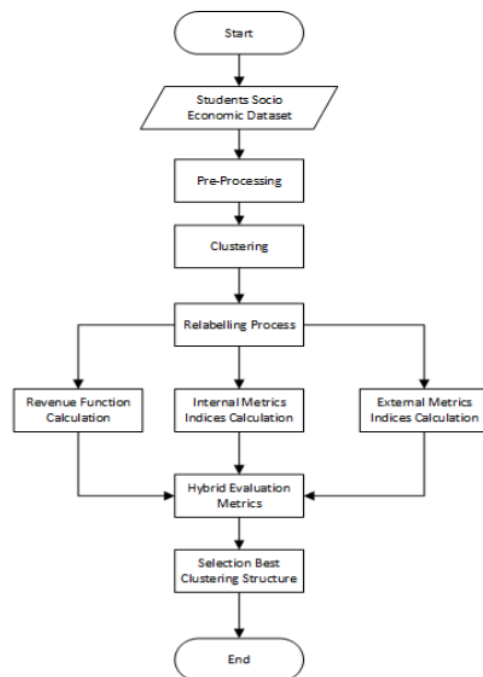 Start
Students Socio
Economic Dataset
Pre-Processing
Clustering
Relabelling Process
Revenue Function
Calculation
Internal Metrics
Indices Calculation
External Metrics
Indices Calculation
Hybrid Evaluation
Metrics
Selection Best
Clustering Structure
End